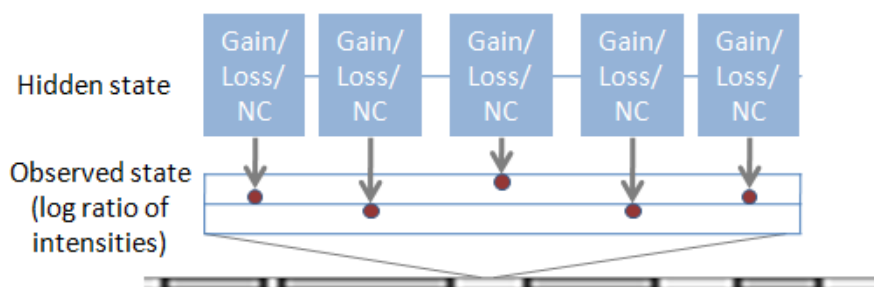 Gain/
Loss/
NC
Gain/
Loss/
NC
Gain/
Loss/
NC
Gain/
Loss/
NC
Gain/
Loss/
NC
Hidden state
Observed state
(log ratio of
intensities)